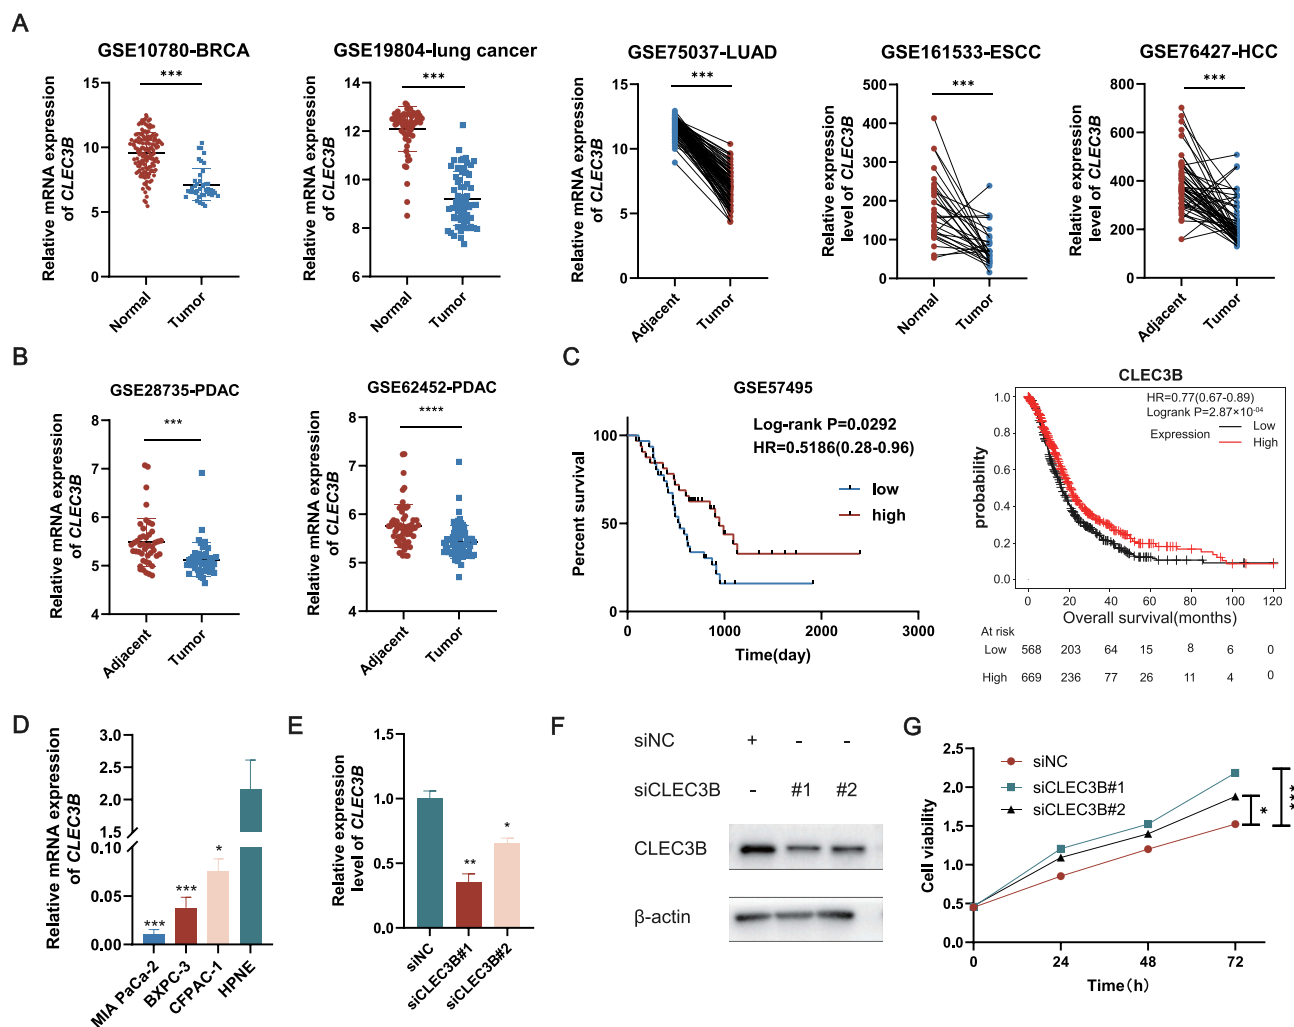 A
GSE10780-BRCA
Relative mRNA expression
of CLEC3B
***
15
10
5
0
Normal
Tumor
GSE19804-lung cancer
Relative mRNA expression
of CLEC3B
***
14
12
10
8
6
Normal
Tumor
GSE75037-LUAD
Relative mRNA expression
of CLEC3B
***
15
10
5
0
Adjacent
Tumor
GSE161533-ESCC
Relative expression
level of CLEC3B
***
500
400
300
200
100
0
Normal
Tumor
GSE76427-HCC
Relative expression
level of CLEC3B
***
800
600
400
200
0
Adjacent
Tumor
B
GSE28735-PDAC
Relative mRNA expression
of CLEC3B
***
8
7
6
5
4
Adjacent
Tumor
GSE62452-PDAC
Relative mRNA expression
of CLEC3B
****
8
7
6
5
4
Adjacent
Tumor
C
GSE57495
Log-rank P=0.0292
HR=0.5186(0.28-0.96)
low
high
Percent survival
100
50
0
0 1000 2000 3000
Time(day)
CLEC3B
HR=0.77(0.67-0.89)
Logrank P=2.87×10-04
Expression
Low
High
probability
1.0
0.8
0.6
0.4
0.2
0.0
0 20 40 60 80 100 120
Overall survival(months)
At risk
Low 568 203 64 15 8 6 0
High 669 236 77 26 11 4 0
D
Relative mRNA expression
of CLEC3B
3.0
2.5
2.0
1.5
1.0
0.10
0.05
0.00
***
***
*
MIA PaCa-2
BXPC-3
CFPAC-1
HPNE
E
Relative expression
level of CLEC3B
1.5
1.0
0.5
0.0
**
*
siNC
siCLEC3B#1
siCLEC3B#2
F
siNC + - -
siCLEC3B - #1 #2
CLEC3B
β-actin
G
Cell viability
2.5
2.0
1.5
1.0
0.5
0.0
siNC
siCLEC3B#1
siCLEC3B#2
*
***
0 24 48 72
Time(h)